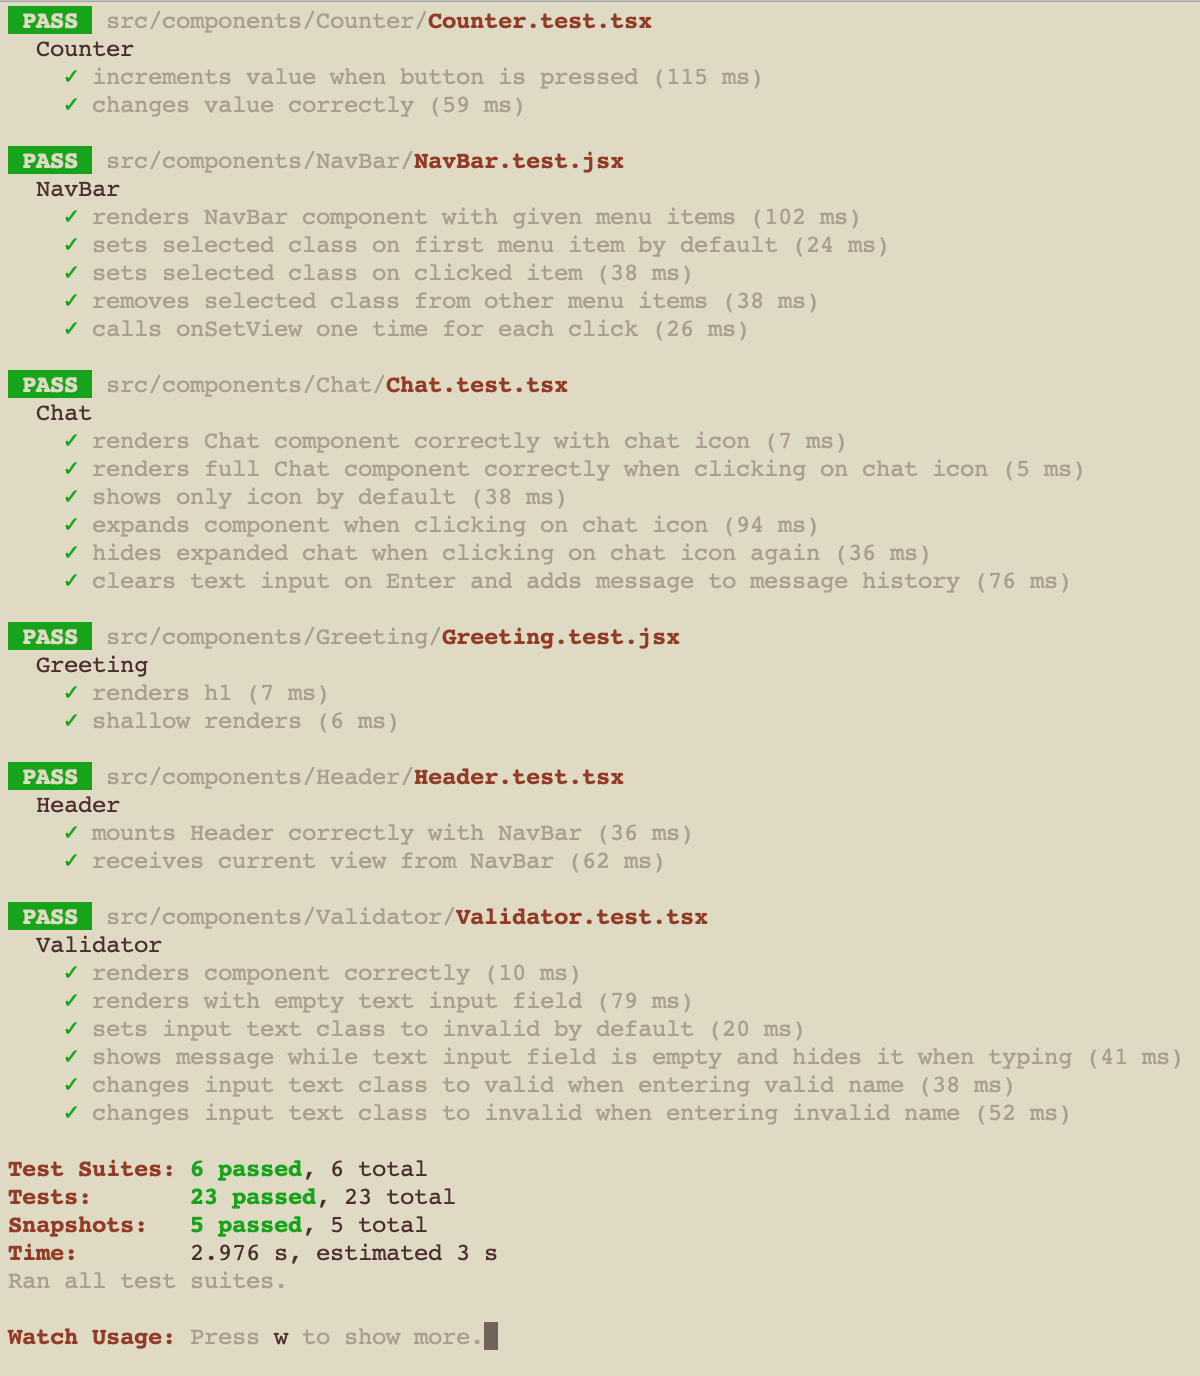 PASS src/components/Counter/Counter.test.tsx
Counter
✓ increments value when button is pressed (115 ms)
✓ changes value correctly (59 ms)
PASS src/components/NavBar/NavBar.test.jsx
NavBar
✓ renders NavBar component with given menu items (102 ms)
✓ sets selected class on first menu item by default (24 ms)
✓ sets selected class on clicked item (38 ms)
✓ removes selected class from other menu items (38 ms)
✓ calls onSetView one time for each click (26 ms)
PASS src/components/Chat/Chat.test.tsx
Chat
✓ renders Chat component correctly with chat icon (7 ms)
✓ renders full Chat component correctly when clicking on chat icon (5 ms)
✓ shows only icon by default (38 ms)
✓ expands component when clicking on chat icon (94 ms)
✓ hides expanded chat when clicking on chat icon again (36 ms)
✓ clears text input on Enter and adds message to message history (76 ms)
PASS src/components/Greeting/Greeting.test.jsx
Greeting
✓ renders h1 (7 ms)
✓ shallow renders (6 ms)
PASS src/components/Header/Header.test.tsx
Header
✓ mounts Header correctly with NavBar (36 ms)
✓ receives current view from NavBar (62 ms)
PASS src/components/Validator/Validator.test.tsx
Validator
✓ renders component correctly (10 ms)
✓ renders with empty text input field (79 ms)
✓ sets input text class to invalid by default (20 ms)
✓ shows message while text input field is empty and hides it when typing (41 ms)
✓ changes input text class to valid when entering valid name (38 ms)
✓ changes input text class to invalid when entering invalid name (52 ms)
Test Suites: 6 passed, 6 total
Tests: 23 passed, 23 total
Snapshots: 5 passed, 5 total
Time: 2.976 s, estimated 3 s
Ran all test suites.
Watch Usage: Press w to show more.